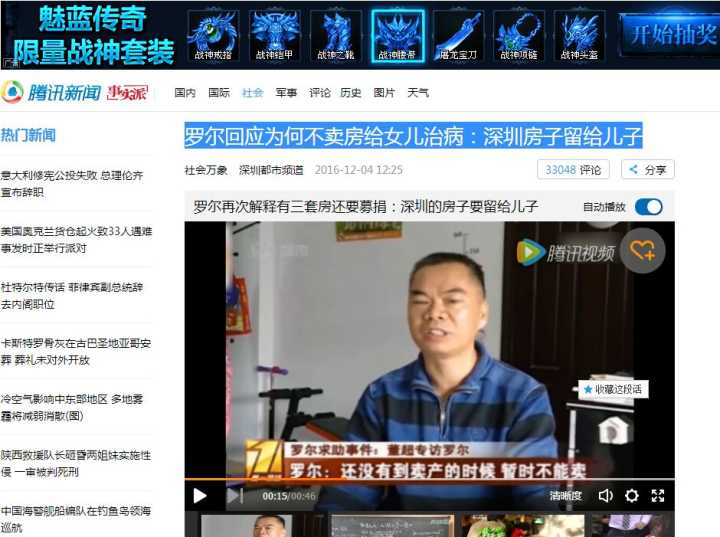 魅蓝传奇
限量战神套装
广告
战神戒指
战神铠甲
战神之靴
战神腰带
屠龙宝刀
战神项链
战神头盔
开始抽奖
腾讯新闻 事实派
国内 国际 社会 军事 评论 历史 图片 天气
热门新闻
意大利修宪公投失败 总理伦齐
宣布辞职
美国奥克兰货仓起火致33人遇难
事发时正举行派对
杜特尔特传话 菲律宾副总统辞
去内阁职位
卡斯特罗骨灰在古巴圣地亚哥安
葬 葬礼未对外开放
冷空气影响中东部地区 多地雾
霾将减弱消散(图)
陕西救援队长砸昏两姐妹实施性
侵 一审被判死刑
中国海警舰船编队在钓鱼岛领海
巡航
罗尔回应为何不卖房给女儿治病：深圳房子留给儿子
社会万象 深圳都市频道 2016-12-04 12:25
33048 评论
分享
罗尔再次解释有三套房还要募捐：深圳的房子要留给儿子
自动播放
腾讯视频
收藏这段话
罗尔求助事件：董超专访罗尔
罗尔：还没有到卖产的时候 暂时不能卖
00:15/00:46
清晰度